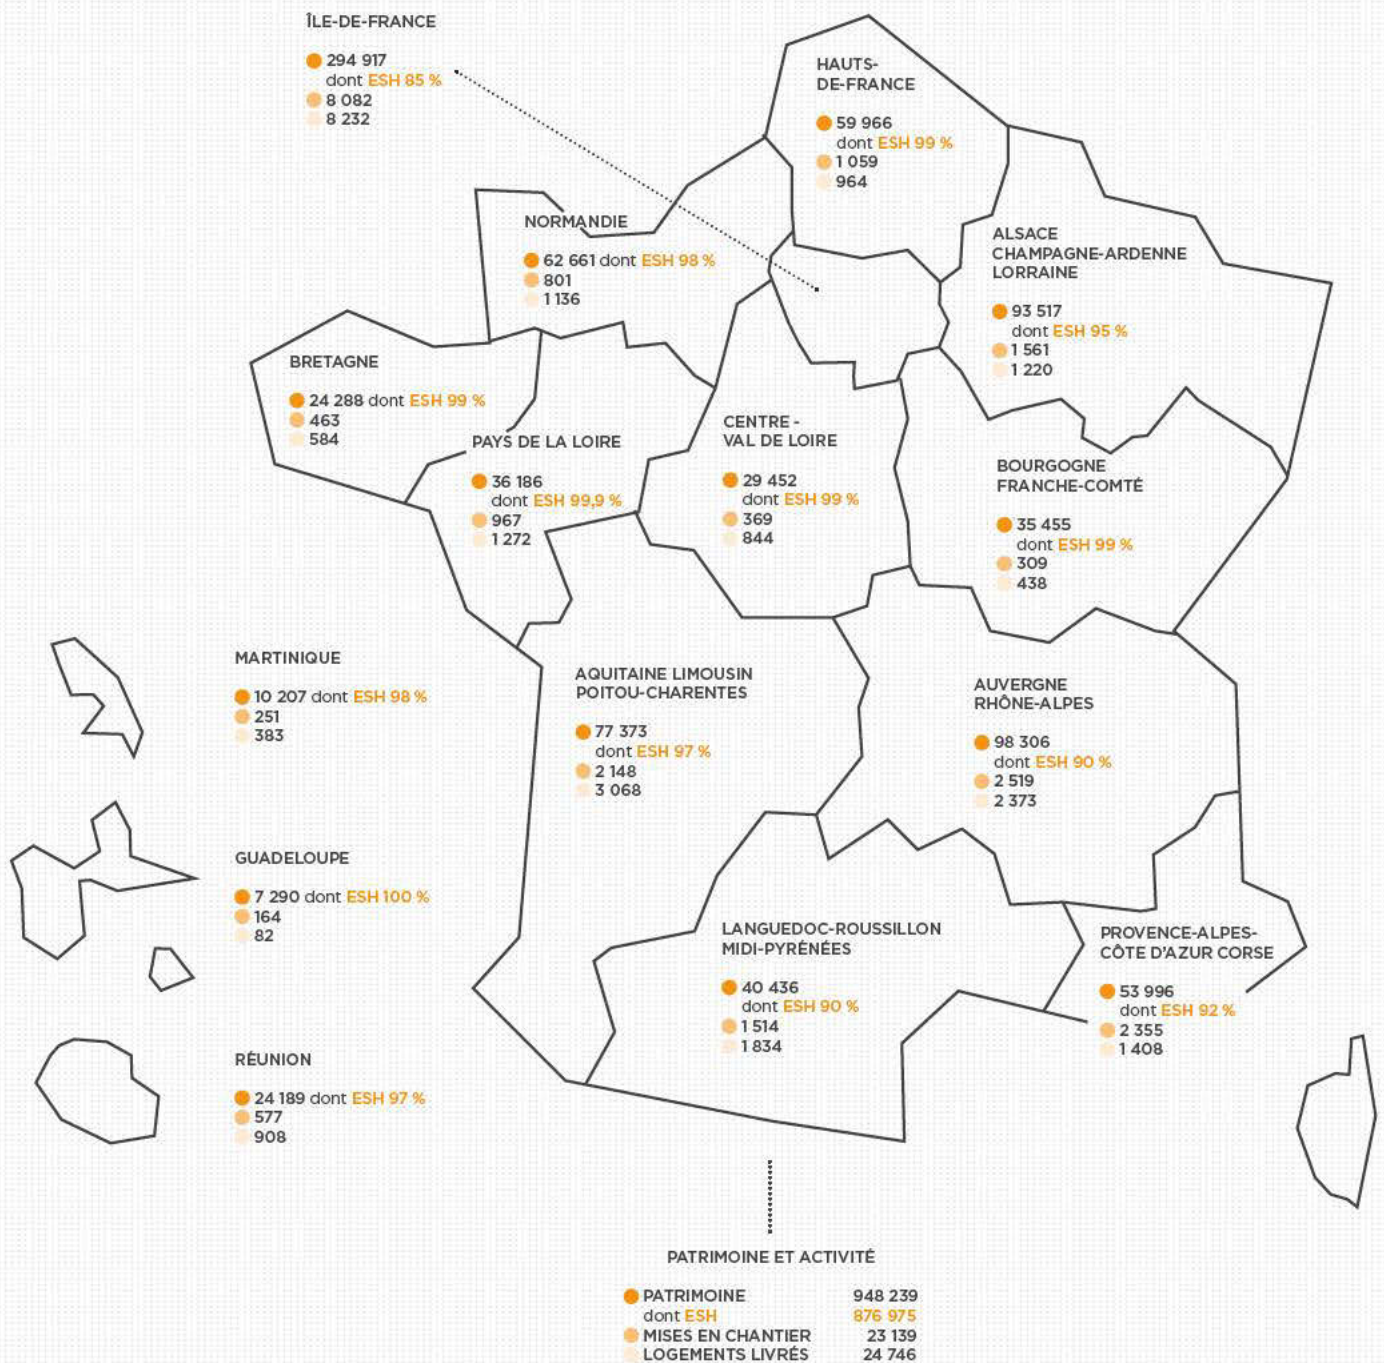 ÎLE-DE-FRANCE
294 917
dont ESH 85 %
8 082
8 232
HAUTS-
DE-FRANCE
59 966
dont ESH 99 %
1 059
964
NORMANDIE
62 661 dont ESH 98 %
801
1 136
ALSACE
CHAMPAGNE-ARDENNE
LORRAINE
93 517
dont ESH 95 %
1 561
1 220
BRETAGNE
24 288 dont ESH 99 %
463
584
PAYS DE LA LOIRE
36 186
dont ESH 99,9 %
967
1 272
CENTRE -
VAL DE LOIRE
29 452
dont ESH 99 %
369
844
BOURGOGNE
FRANCHE-COMTÉ
35 455
dont ESH 99 %
309
438
MARTINIQUE
10 207 dont ESH 98 %
251
383
AQUITAINE LIMOUSIN
POITOU-CHARENTES
77 373
dont ESH 97 %
2 148
3 068
AUVERGNE
RHÔNE-ALPES
98 306
dont ESH 90 %
2 519
2 373
GUADELOUPE
7 290 dont ESH 100 %
164
82
LANGUEDOC-ROUSSILLON
MIDI-PYRÉNÉES
40 436
dont ESH 90 %
1 514
1 834
PROVENCE-ALPES-
CÔTE D'AZUR CORSE
53 996
dont ESH 92 %
2 355
1 408
RÉUNION
24 189 dont ESH 97 %
577
908
PATRIMOINE ET ACTIVITÉ
PATRIMOINE 948 239
dont ESH 876 975
MISES EN CHANTIER 23 139
LOGEMENTS LIVRÉS 24 746